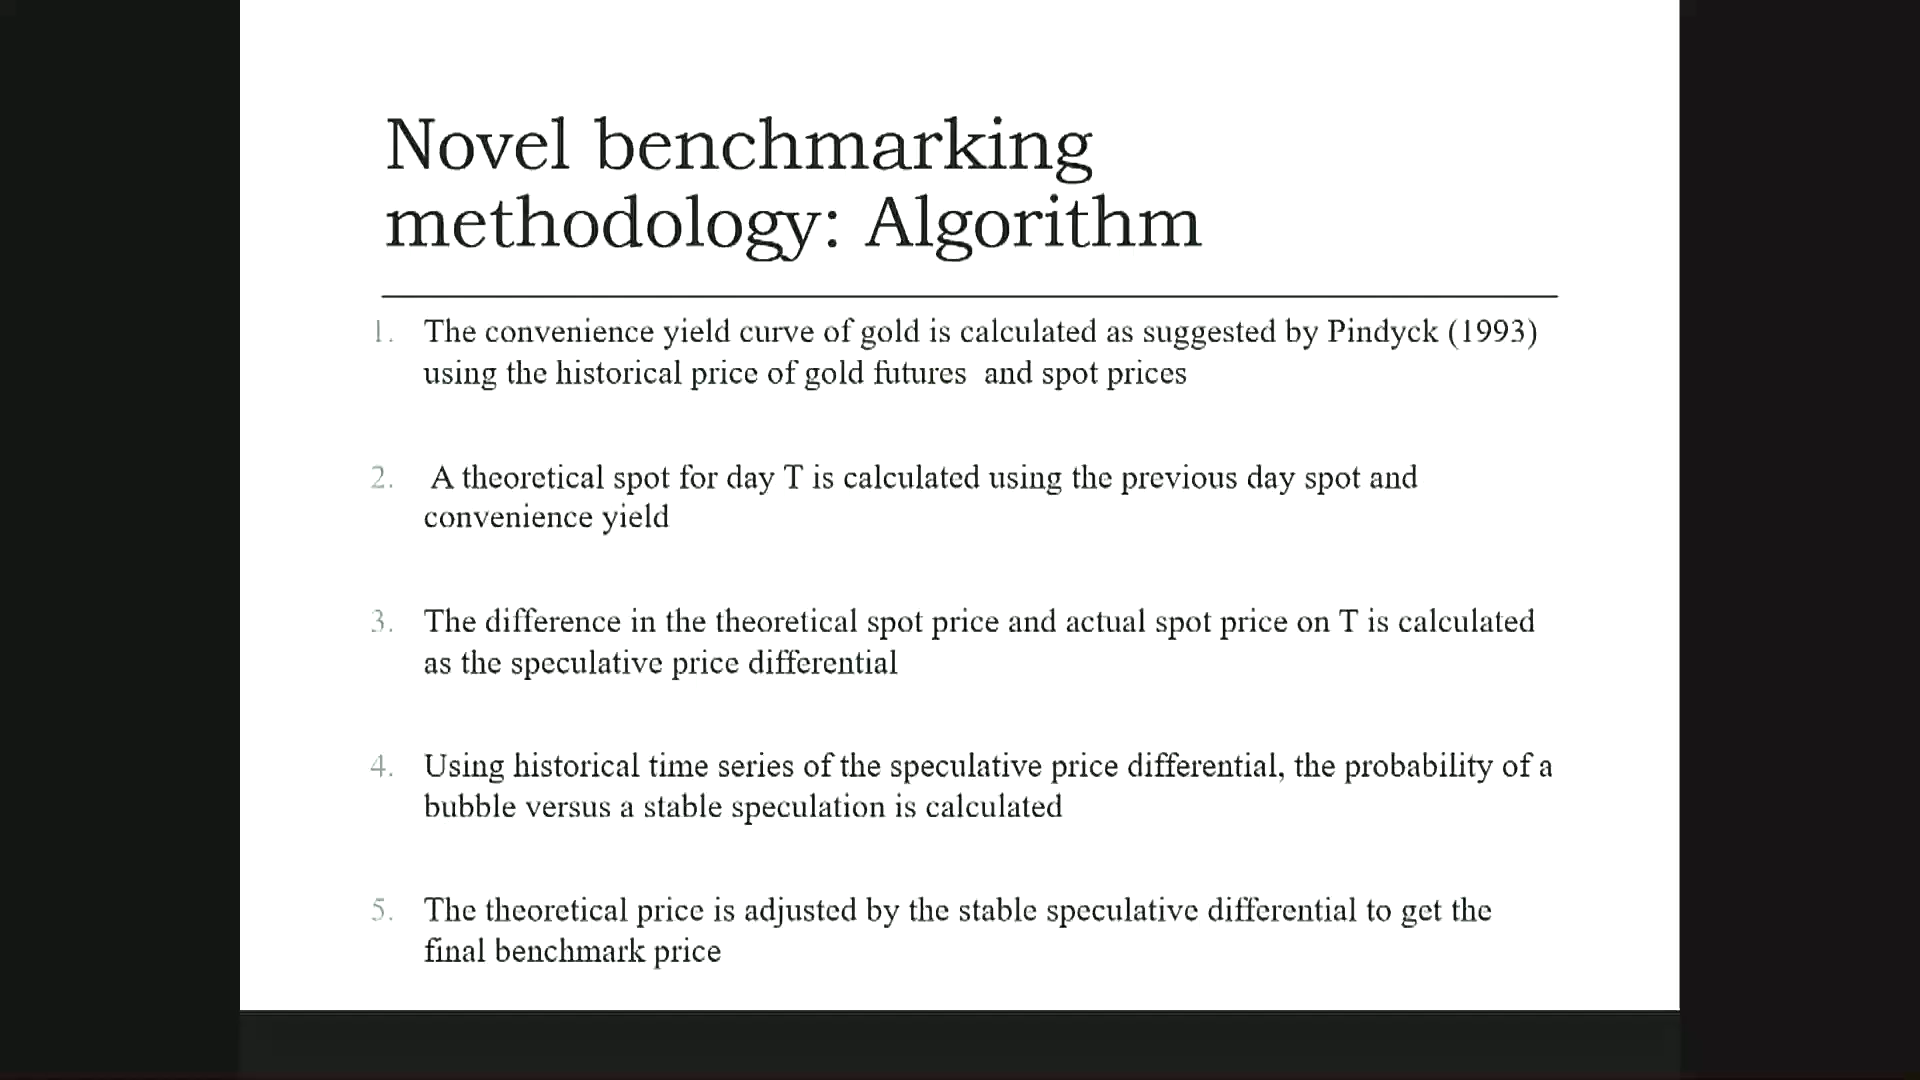 Novel benchmarking
methodology: Algorithm
1. The convenience yield curve of gold is calculated as suggested by Pindyck (1993)
using the historical price of gold futures  and spot prices
2. A theoretical spot for day T is calculated using the previous day spot and
convenience yield
3. The difference in the theoretical spot price and actual spot price on T is calculated
as the speculative price differential
4. Using historical time series of the speculative price differential, the probability of a
bubble versus a stable speculation is calculated
5. The theoretical price is adjusted by the stable speculative differential to get the
final benchmark price